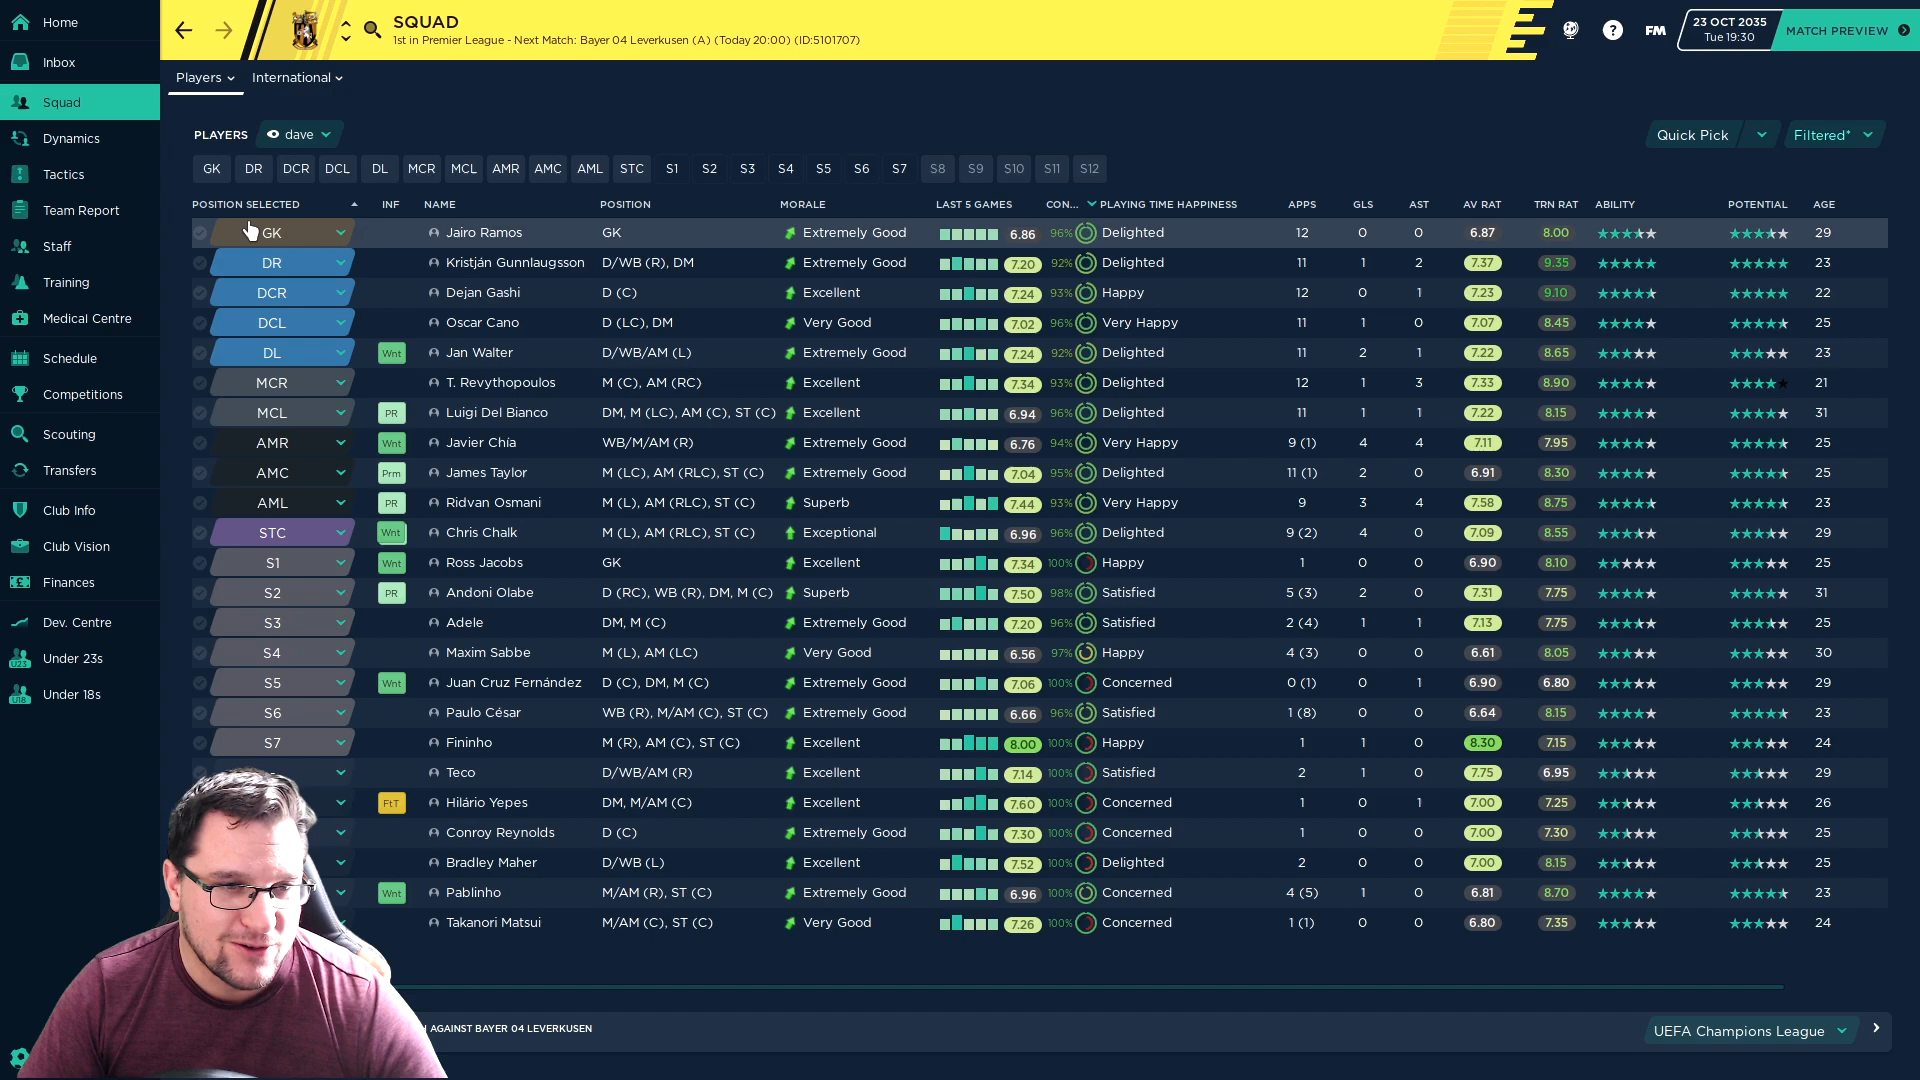 Home
Inbox
Squad
Dynamics
Tactics
Team Report
Staff
Training
Medical Centre
Schedule
Competitions
Scouting
Transfers
Club Info
Club Vision
Finances
Dev. Centre
Under 23s
Under 18s
SQUAD
1st in Premier League - Next Match: Bayer 04 Leverkusen (A) (Today 20:00) (ID:5101707)
FM
23 OCT 2035
Tue 19:30
MATCH PREVIEW
Players International
PLAYERS dave Quick Pick Filtered*
GK DR DCR DCL DL MCR MCL AMR AMC AML STC S1 S2 S3 S4 S5 S6 S7 S8 S9 S10 S11 S12
POSITION SELECTED INF NAME POSITION MORALE LAST 5 GAMES CON... PLAYING TIME HAPPINESS APPS GLS AST AV RAT TRN RAT ABILITY POTENTIAL AGE
GK Jairo Ramos GK Extremely Good 6.86 96% Delighted 12 0 0 6.87 8.00 29
DR Kristján Gunnlaugsson D/WB (R), DM Extremely Good 7.20 92% Delighted 11 1 2 7.37 9.35 23
DCR Dejan Gashi D (C) Excellent 7.24 93% Happy 12 0 1 7.23 9.10 22
DCL Oscar Cano D (LC), DM Very Good 7.02 96% Very Happy 11 1 0 7.07 8.45 25
DL Wnt Jan Walter D/WB/AM (L) Extremely Good 7.24 92% Delighted 11 2 1 7.22 8.65 23
MCR T. Revythopoulos M (C), AM (RC) Excellent 7.34 93% Delighted 12 1 3 7.33 8.90 21
MCL PR Luigi Del Bianco DM, M (LC), AM (C), ST (C) Excellent 6.94 96% Delighted 11 1 1 7.22 8.15 31
AMR Wnt Javier Chía WB/M/AM (R) Extremely Good 6.76 94% Very Happy 9 (1) 4 4 7.11 7.95 25
AMC Prm James Taylor M (LC), AM (RLC), ST (C) Extremely Good 7.04 95% Delighted 11 (1) 2 0 6.91 8.30 25
AML PR Ridvan Osmani M (L), AM (RLC), ST (C) Superb 7.44 93% Very Happy 9 3 4 7.58 8.75 23
STC Wnt Chris Chalk M (L), AM (RLC), ST (C) Exceptional 6.96 96% Delighted 9 (2) 4 0 7.09 8.55 29
S1 Wnt Ross Jacobs GK Excellent 7.34 100% Happy 1 0 0 6.90 8.10 25
S2 PR Andoni Olabe D (RC), WB (R), DM, M (C) Superb 7.50 98% Satisfied 5 (3) 2 0 7.31 7.75 31
S3 Adele DM, M (C) Extremely Good 7.20 96% Satisfied 2 (4) 1 1 7.13 7.75 25
S4 Maxim Sabbe M (L), AM (LC) Very Good 6.56 97% Happy 4 (3) 0 0 6.61 8.05 30
S5 Wnt Juan Cruz Fernández D (C), DM, M (C) Extremely Good 7.06 100% Concerned 0 (1) 0 1 6.90 6.80 29
S6 Paulo César WB (R), M/AM (C), ST (C) Extremely Good 6.66 96% Satisfied 1 (8) 0 0 6.64 8.15 23
S7 Fininho M (R), AM (C), ST (C) Excellent 8.00 100% Happy 1 1 0 8.30 7.15 24
Teco D/WB/AM (R) Excellent 7.14 100% Satisfied 2 1 0 7.75 6.95 29
FtT Hilário Yepes DM, M/AM (C) Excellent 7.60 100% Concerned 1 0 1 7.00 7.25 26
Conroy Reynolds D (C) Extremely Good 7.30 100% Concerned 1 0 0 7.00 7.30 25
Bradley Maher D/WB (L) Excellent 7.52 100% Delighted 2 0 0 7.00 8.15 25
Wnt Pablinho M/AM (R), ST (C) Extremely Good 6.96 100% Concerned 4 (5) 1 0 6.81 8.70 23
Takanori Matsui M/AM (C), ST (C) Very Good 7.26 100% Concerned 1 (1) 0 0 6.80 7.35 24
AGAINST BAYER 04 LEVERKUSEN
UEFA Champions League